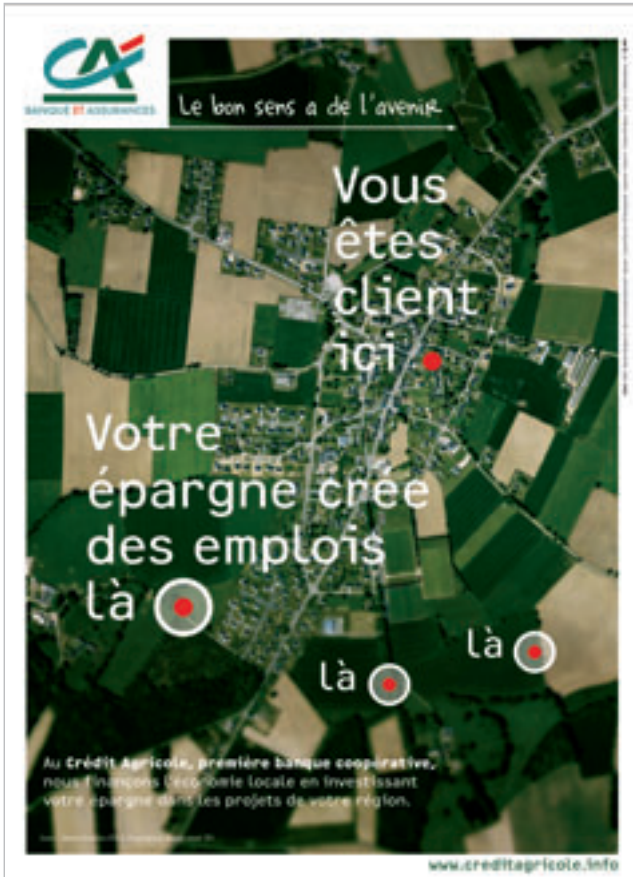 CA
BANQUE ET ASSURANCES
Le bon sens a de l'avenir
Vous
êtes
client
ici
Votre
épargne crée
des emplois
là
là
là
Au Crédit Agricole, première banque coopérative,
nous finançons l'économie locale en investissant
votre épargne dans les projets de votre région.
www.creditagricole.info